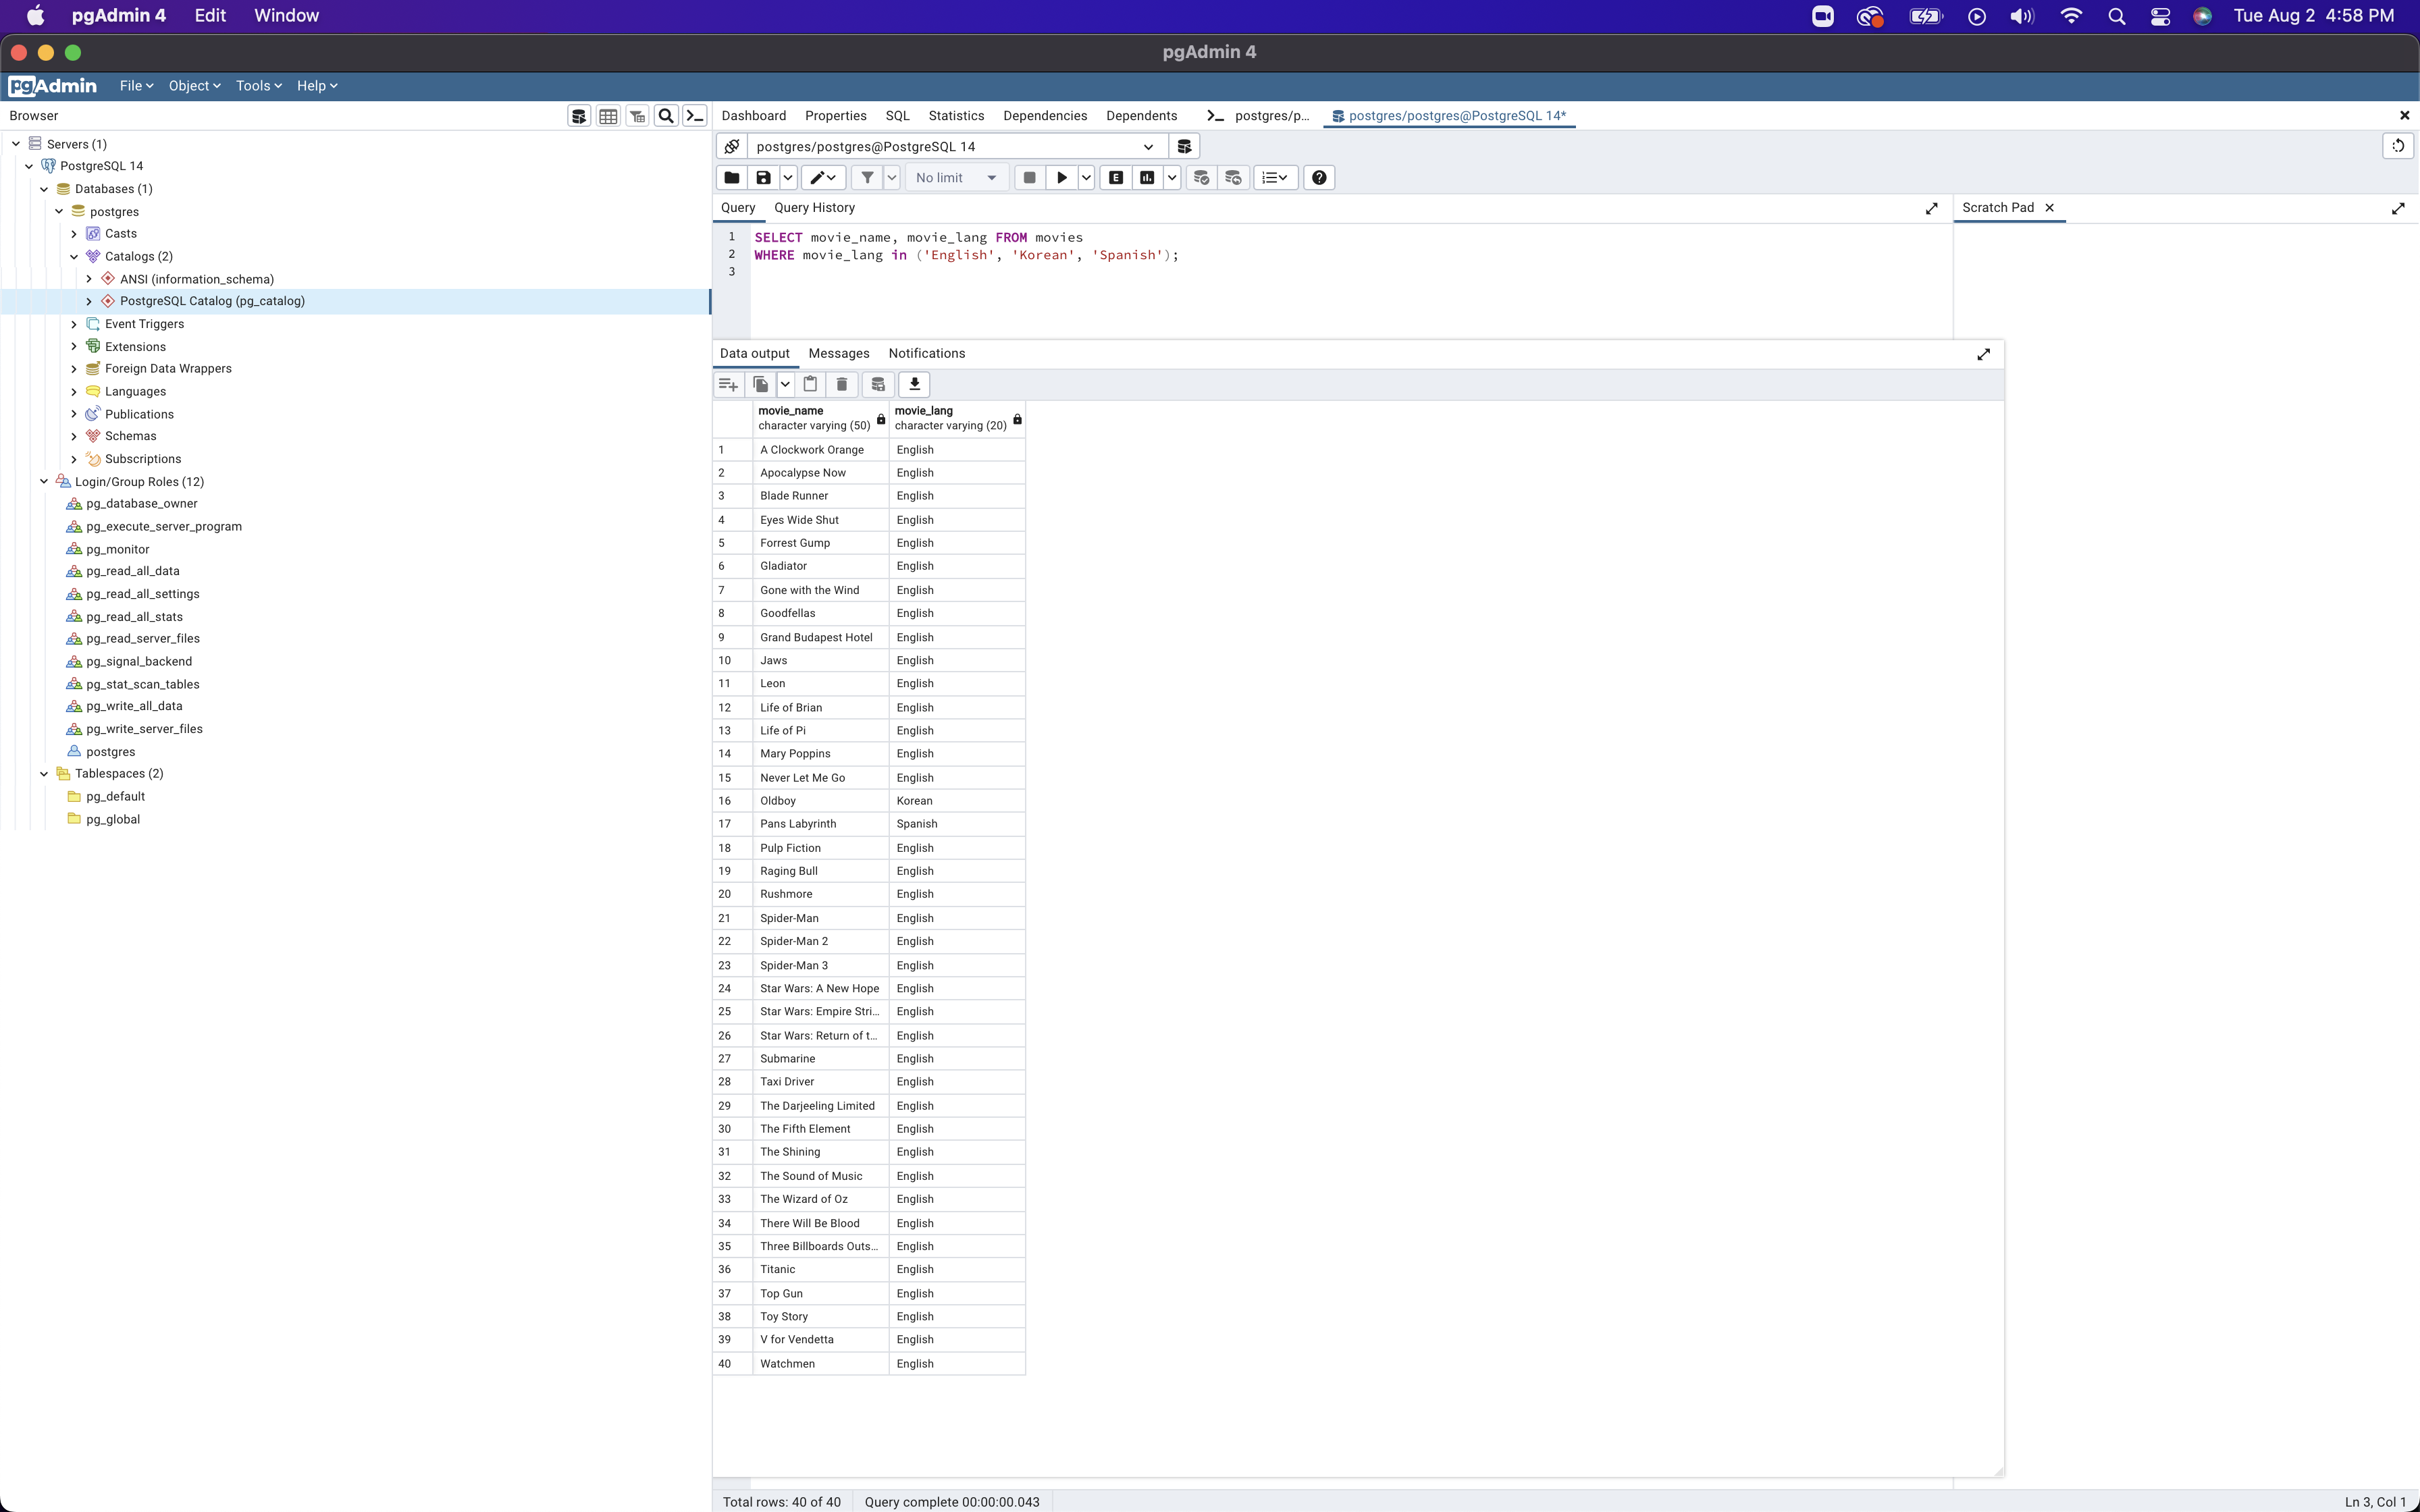 pgAdmin 4 Edit Window Tue Aug 2 4:58 PM
pgAdmin 4
pgAdmin File Object Tools Help
Browser
Servers (1)
PostgreSQL 14
Databases (1)
postgres
Casts
Catalogs (2)
ANSI (information_schema)
PostgreSQL Catalog (pg_catalog)
Event Triggers
Extensions
Foreign Data Wrappers
Languages
Publications
Schemas
Subscriptions
Login/Group Roles (12)
pg_database_owner
pg_execute_server_program
pg_monitor
pg_read_all_data
pg_read_all_settings
pg_read_all_stats
pg_read_server_files
pg_signal_backend
pg_stat_scan_tables
pg_write_all_data
pg_write_server_files
postgres
Tablespaces (2)
pg_default
pg_global
Dashboard Properties SQL Statistics Dependencies Dependents postgres/p... postgres/postgres@PostgreSQL 14*
postgres/postgres@PostgreSQL 14
No limit E
Query Query History Scratch Pad
1 SELECT movie_name, movie_lang FROM movies
2 WHERE movie_lang in ('English', 'Korean', 'Spanish');
3
Data output Messages Notifications
movie_name movie_lang
character varying (50) character varying (20)
1 A Clockwork Orange English
2 Apocalypse Now English
3 Blade Runner English
4 Eyes Wide Shut English
5 Forrest Gump English
6 Gladiator English
7 Gone with the Wind English
8 Goodfellas English
9 Grand Budapest Hotel English
10 Jaws English
11 Leon English
12 Life of Brian English
13 Life of Pi English
14 Mary Poppins English
15 Never Let Me Go English
16 Oldboy Korean
17 Pans Labyrinth Spanish
18 Pulp Fiction English
19 Raging Bull English
20 Rushmore English
21 Spider-Man English
22 Spider-Man 2 English
23 Spider-Man 3 English
24 Star Wars: A New Hope English
25 Star Wars: Empire Stri... English
26 Star Wars: Return of t... English
27 Submarine English
28 Taxi Driver English
29 The Darjeeling Limited English
30 The Fifth Element English
31 The Shining English
32 The Sound of Music English
33 The Wizard of Oz English
34 There Will Be Blood English
35 Three Billboards Outs... English
36 Titanic English
37 Top Gun English
38 Toy Story English
39 V for Vendetta English
40 Watchmen English
Total rows: 40 of 40 Query complete 00:00:00.043 Ln 3, Col 1